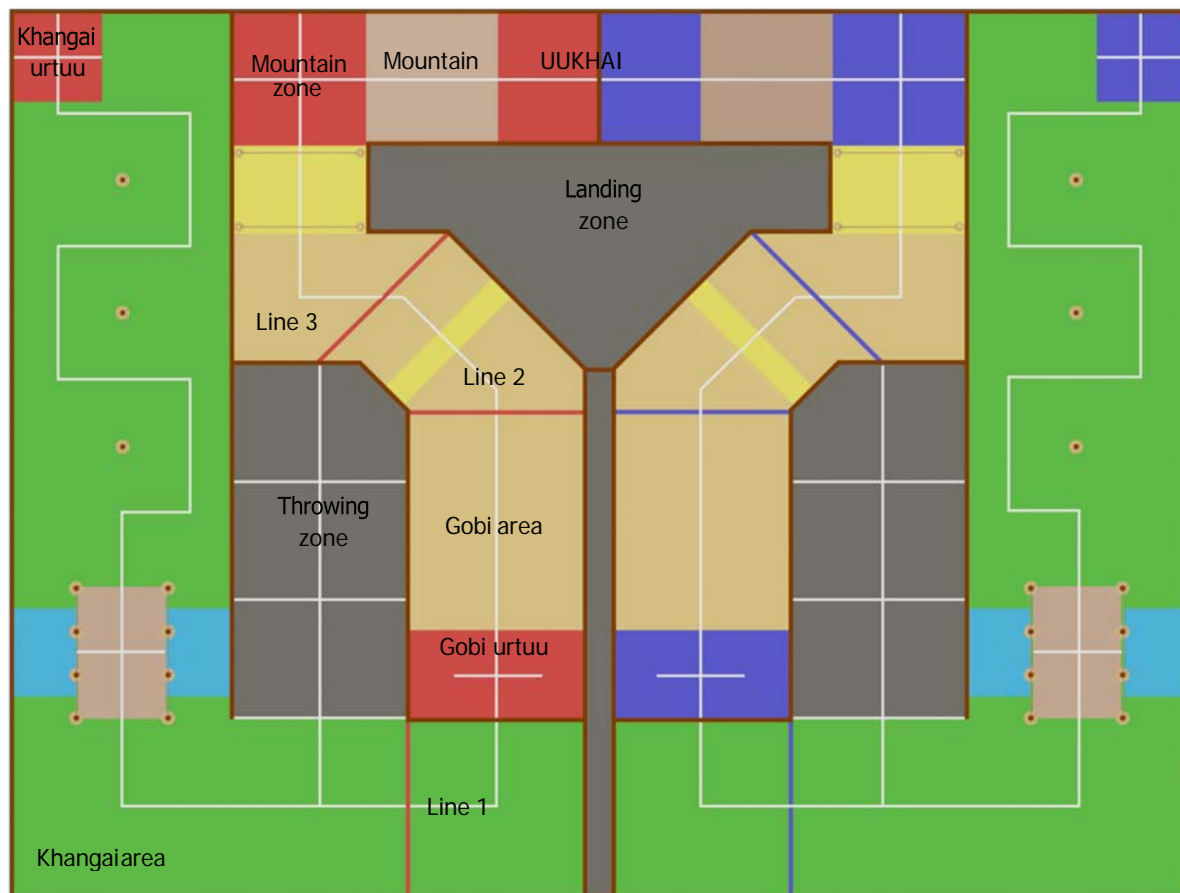 Khangai
urtuu
Mountain
zone
Mountain
UUKHAI
Landing
zone
Line 3
Line 2
Throwing
zone
Gobi area
Gobi urtuu
Line 1
Khangaiarea